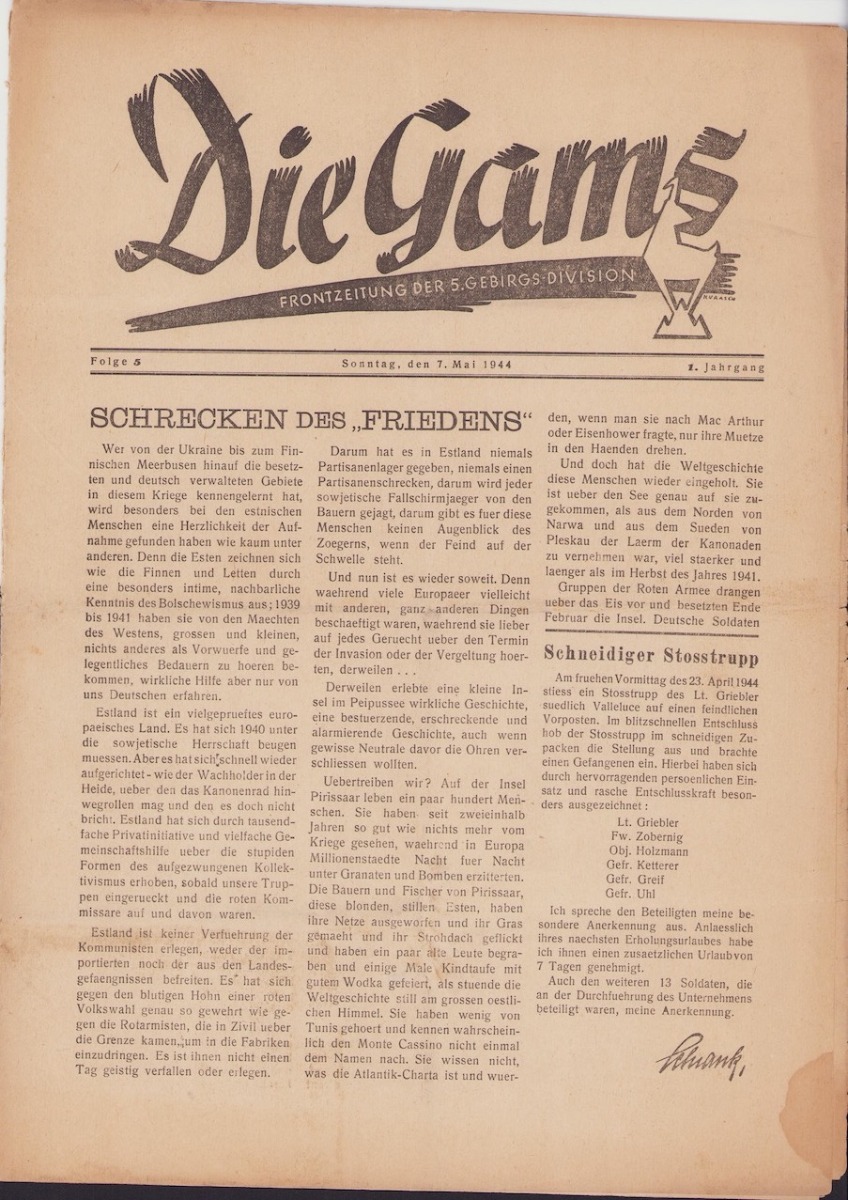 Die Gams
FRONTZEITUNG DER 5. GEBIRGS-DIVISION
Folge 5
Sonntag, den 7. Mai 1944
1. Jahrgang
SCHRECKEN DES „FRIEDENS“
Wer von der Ukraine bis zum Fin-
nischen Meerbusen hinauf die besetz-
ten und deutsch verwalteten Gebiete
in diesem Kriege kennengelernt hat,
wird besonders bei den estnischen
Menschen eine Herzlichkeit der Auf-
nahme gefunden haben wie kaum unter
anderen. Denn die Esten zeichnen sich
wie die Finnen und Letten durch
eine besonders intime, nachbarliche
Kenntnis des Bolschewismus aus; 1939
bis 1941 haben sie von den Maechten
des Westens, grossen und kleinen,
nichts anderes als Vorwuerfe und ge-
legentliches Bedauern zu hoeren be-
kommen, wirkliche Hilfe aber nur von
uns Deutschen erfahren.
Estland ist ein vielgeprueftes euro-
paeisches Land. Es hat sich 1940 unter
die sowjetische Herrschaft beugen
muessen. Aber es hat sich schnell wieder
aufgerichtet - wie der Wachholder in der
Heide, ueber den das Kanonenrad hin-
wegrollen mag und den es doch nicht
bricht. Estland hat sich durch tausend-
fache Privatinitiative und vielfache Ge-
meinschaftshilfe ueber die stupiden
Formen des aufgezwungenen Kollek-
tivismus erhoben, sobald unsere Trup-
pen eingerueckt und die roten Kom-
missare auf und davon waren.
Estland ist keiner Verfuehrung der
Kommunisten erlegen, weder der im-
portierten noch der aus den Landes-
gefaengnissen befreiten. Es hat sich
gegen den blutigen Hohn einer roten
Volkswahl genau so gewehrt wie ge-
gen die Rotarmisten, die in Zivil ueber
die Grenze kamen, um in die Fabriken
einzudringen. Es ist ihnen nicht einen
Tag geistig verfallen oder erlegen.
Darum hat es in Estland niemals
Partisanenlager gegeben, niemals einen
Partisanenschrecken, darum wird jeder
sowjetische Fallschirmjaeger von den
Bauern gejagt, darum gibt es fuer diese
Menschen keinen Augenblick des
Zoegerns, wenn der Feind auf der
Schwelle steht.
Und nun ist es wieder soweit. Denn
waehrend viele Europaeer vielleicht
mit anderen, ganz anderen Dingen
beschaeftigt waren, waehrend sie lieber
auf jedes Geruecht ueber den Termin
der Invasion oder der Vergeltung hoer-
ten, derweilen . . .
Derweilen erlebte eine kleine In-
sel im Peipussee wirkliche Geschichte,
eine bestuerzende, erschreckende und
alarmierende Geschichte, auch wenn
gewisse Neutrale davor die Ohren ver-
schliessen wollten.
Uebertreiben wir? Auf der Insel
Pirissaar leben ein paar hundert Men-
schen. Sie haben seit zweieinhalb
Jahren so gut wie nichts mehr vom
Kriege gesehen, waehrend in Europa
Millionenstaedte Nacht fuer Nacht
unter Granaten und Bomben erzitterten.
Die Bauern und Fischer von Pirissaar,
diese blonden, stillen Esten, haben
ihre Netze ausgeworfen und ihr Gras
gemaeht und ihr Strohdach geflickt
und haben ein paar alte Leute begra-
ben und einige Male Kindtaufe mit
gutem Wodka gefeiert, als stuende die
Weltgeschichte still am grossen oestli-
chen Himmel. Sie haben wenig von
Tunis gehoert und kennen wahrschein-
lich den Monte Cassino nicht einmal
dem Namen nach. Sie wissen nicht,
was die Atlantik-Charta ist und wuer-
den, wenn man sie nach Mac Arthur
oder Eisenhower fragte, nur ihre Muetze
in den Haenden drehen.
Und doch hat die Weltgeschichte
diese Menschen wieder eingeholt. Sie
ist ueber den See genau auf sie zu-
gekommen, als aus dem Norden von
Narwa und aus dem Sueden von
Pleskau der Laerm der Kanonaden
zu vernehmen war, viel staerker und
laenger als im Herbst des Jahres 1941.
Gruppen der Roten Armee drangen
ueber das Eis vor und besetzten Ende
Februar die Insel. Deutsche Soldaten
Schneidiger Stosstrupp
Am fruehen Vormittag des 23. April 1944
stiess ein Stosstrupp des Lt. Griebler
suedlich Valleluce auf einen feindlichen
Vorposten. Im blitzschnellen Entschluss
hob der Stosstrupp im schneidigen Zu-
packen die Stellung aus und brachte
einen Gefangenen ein. Hierbei haben sich
durch hervorragenden persoenlichen Ein-
satz und rasche Entschlusskraft beson-
ders ausgezeichnet :
Lt. Griebler
Fw. Zobernig
Obj. Holzmann
Gefr. Ketterer
Gefr. Greif
Gefr. Uhl
Ich spreche den Beteiligten meine be-
sondere Anerkennung aus. Anlaesslich
ihres naechsten Erholungsurlaubes habe
ich ihnen einen zusaetzlichen Urlaub von
7 Tagen genehmigt.
Auch den weiteren 13 Soldaten, die
an der Durchfuehrung des Unternehmens
beteiligt waren, meine Anerkennung.
Schrank,